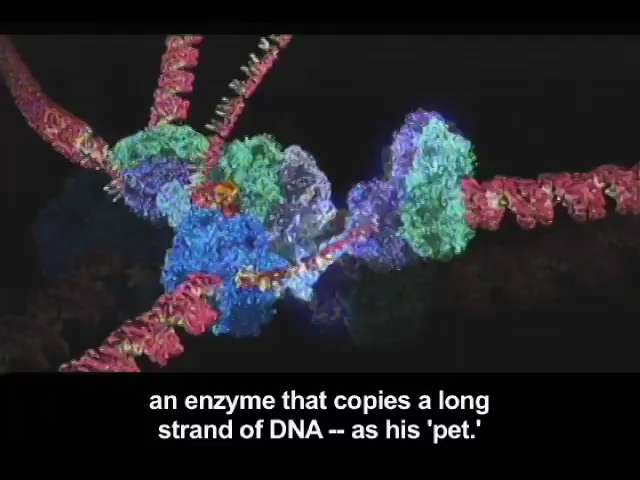 an enzyme that copies a long
strand of DNA -- as his 'pet.'